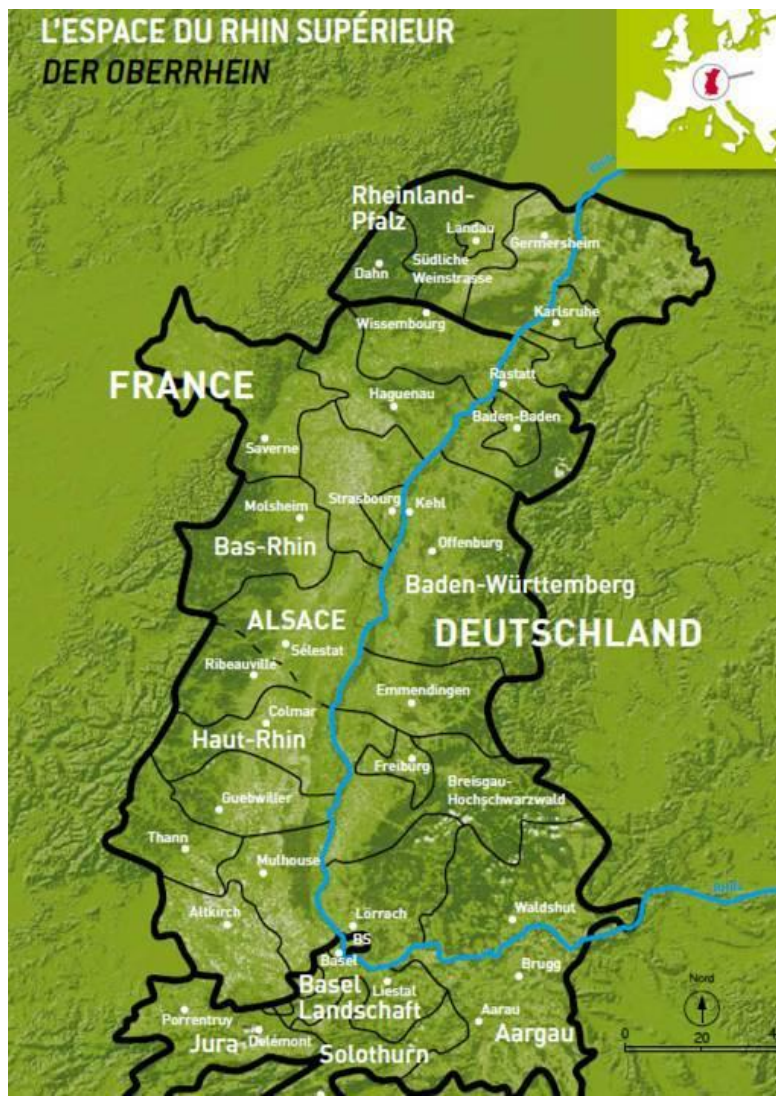 L'ESPACE DU RHIN SUPÉRIEUR
DER OBERRHEIN
Rheinland-
Pfalz
Landau
Germersheim
Dahn
Südliche
Weinstrasse
Wissembourg
Karlsruhe
FRANCE
Rastatt
Haguenau
Baden-Baden
Saverne
Strasbourg
Kehl
Molsheim
Bas-Rhin
Offenburg
Baden-Württemberg
ALSACE
DEUTSCHLAND
Sélestat
Ribeauvillé
Emmendingen
Colmar
Haut-Rhin
Freiburg
Breisgau-
Hochschwarzwald
Guebwiller
Thann
Mulhouse
Altkirch
Lörrach
Waldshut
BS
Basel
Basel
Landschaft
Liestal
Brugg
Nord
Porrentruy
Jura
Delémont
Solothurn
Aarau
Aargau
0
20